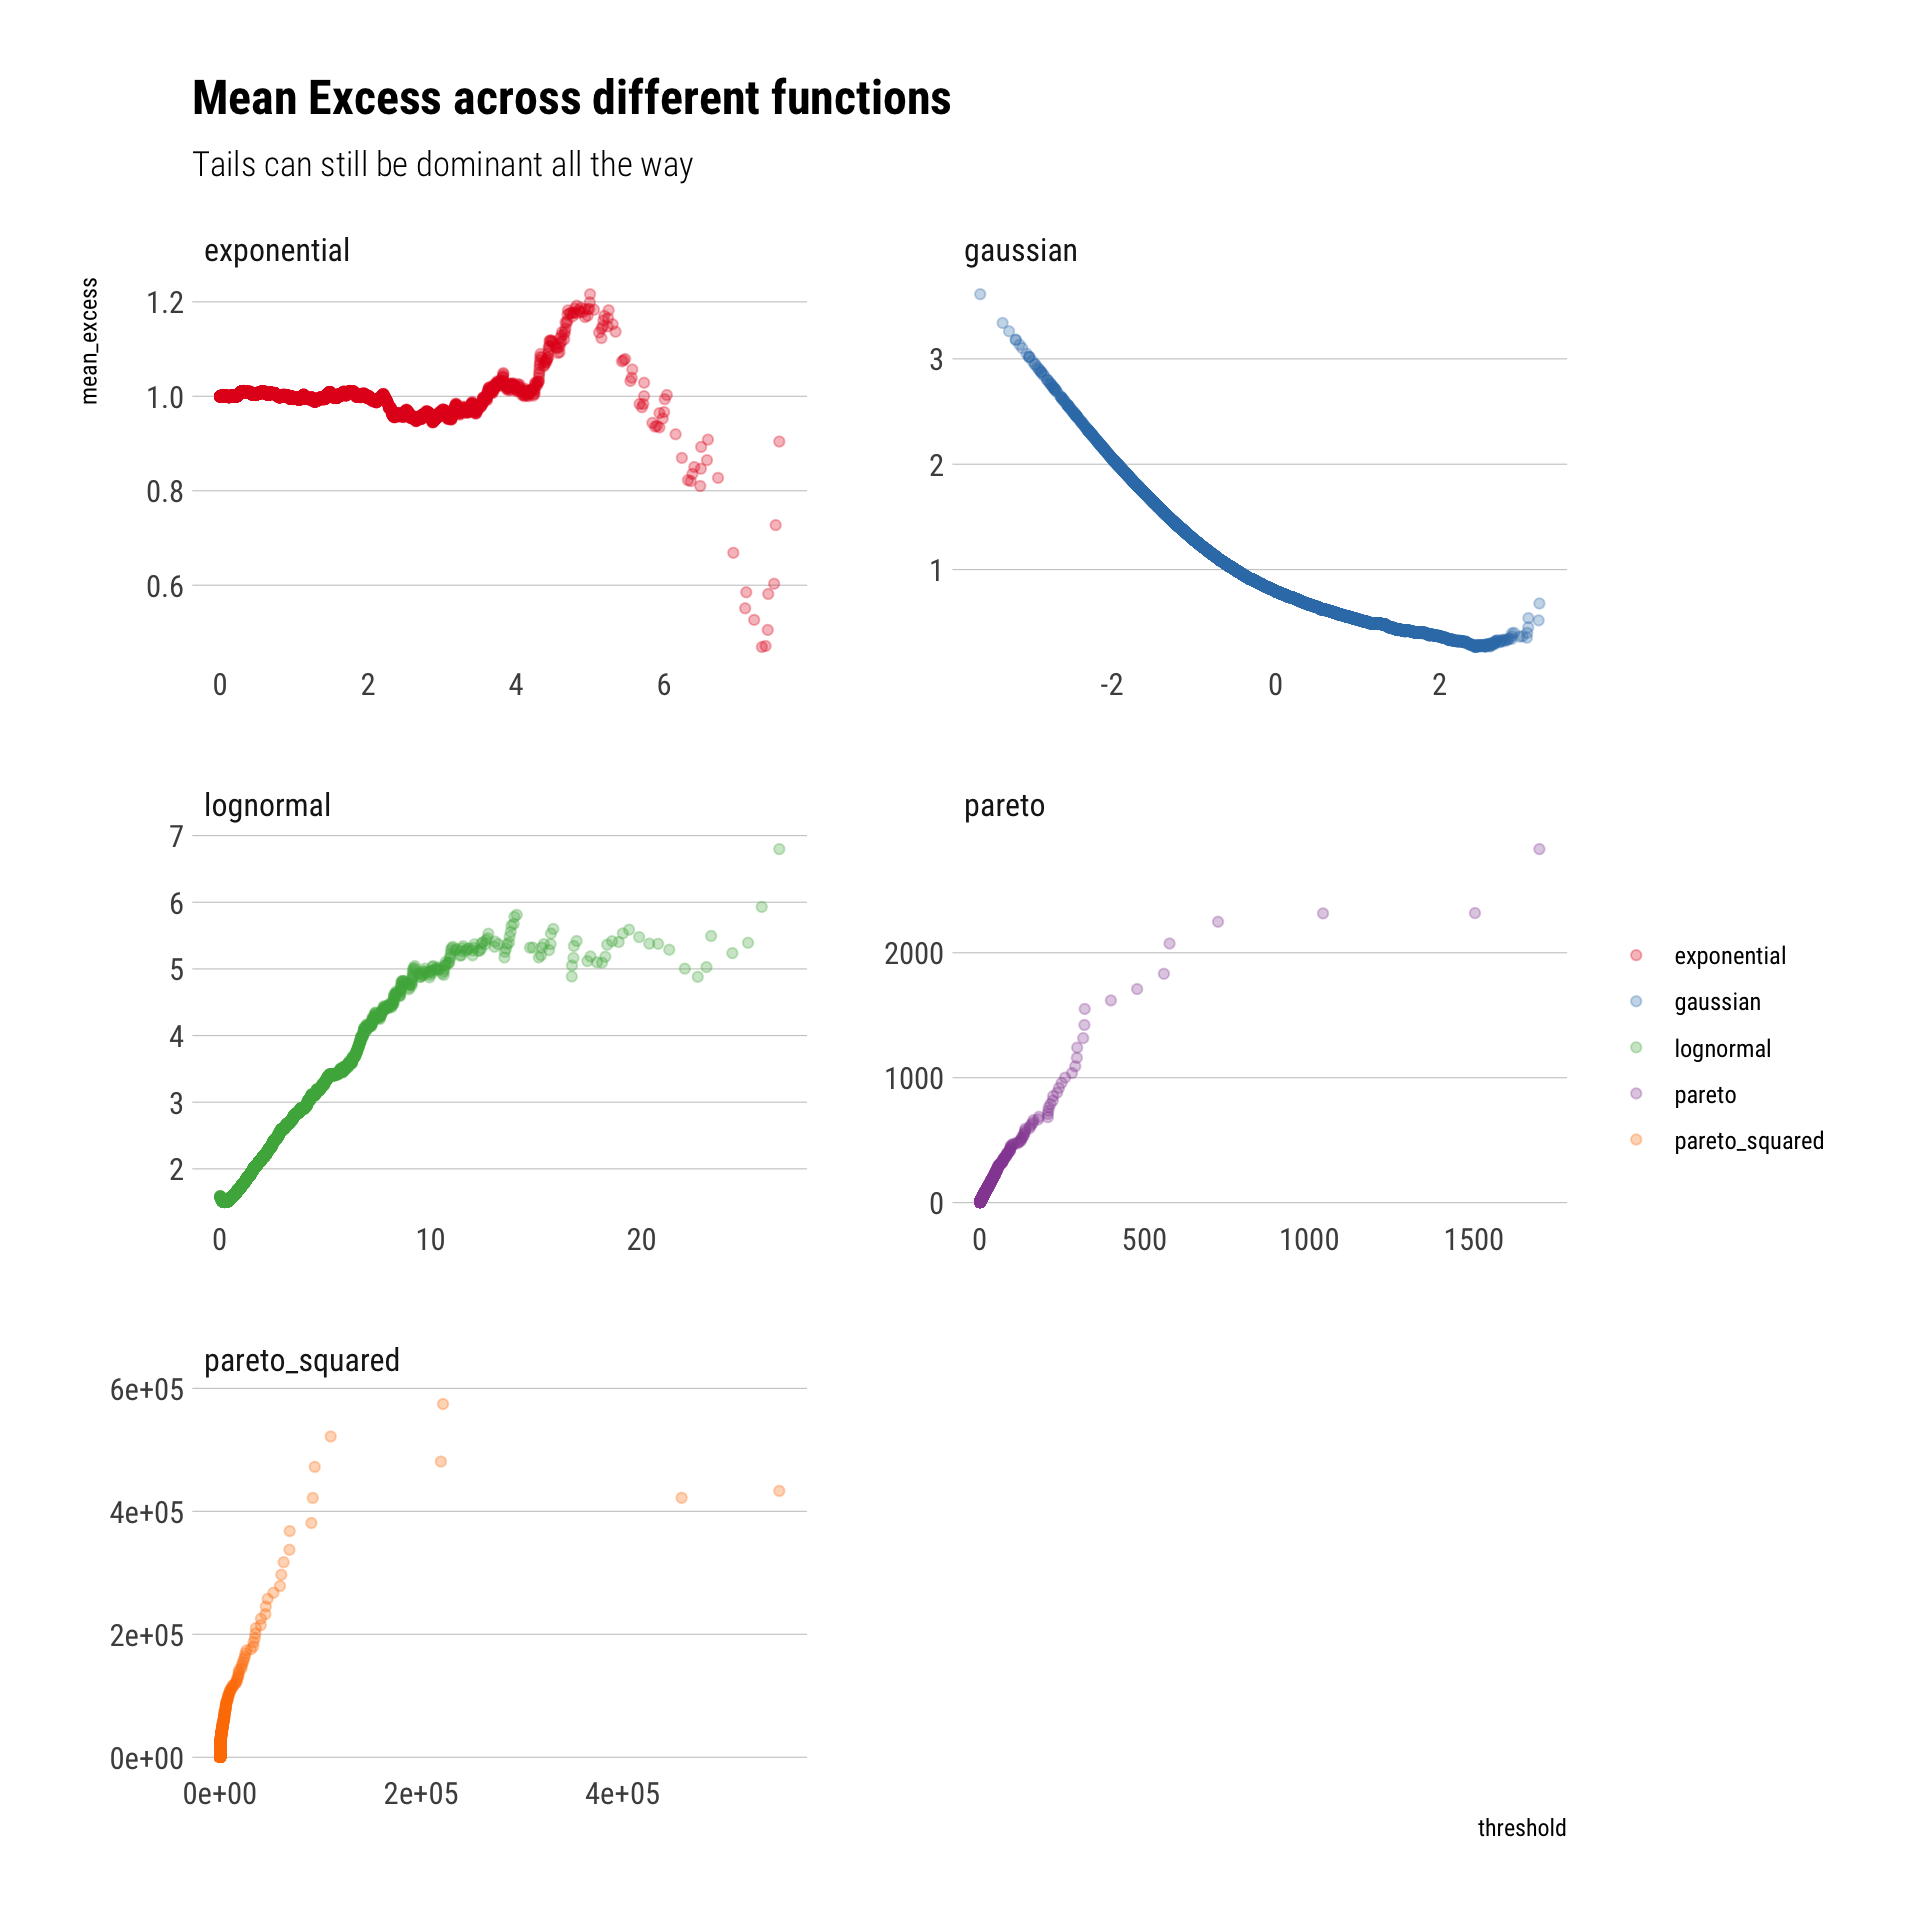 Mean Excess across different functions
Tails can still be dominant all the way
exponential
gaussian
mean_excess
1.2
1.0
0.8
0.6
0 2 4 6
3
2
1
-2 0 2
lognormal
pareto
7
6
5
4
3
2
0 10 20
2000
1000
0
0 500 1000 1500
exponential
gaussian
lognormal
pareto
pareto_squared
pareto_squared
6e+05
4e+05
2e+05
0e+00
0e+00 2e+05 4e+05
threshold